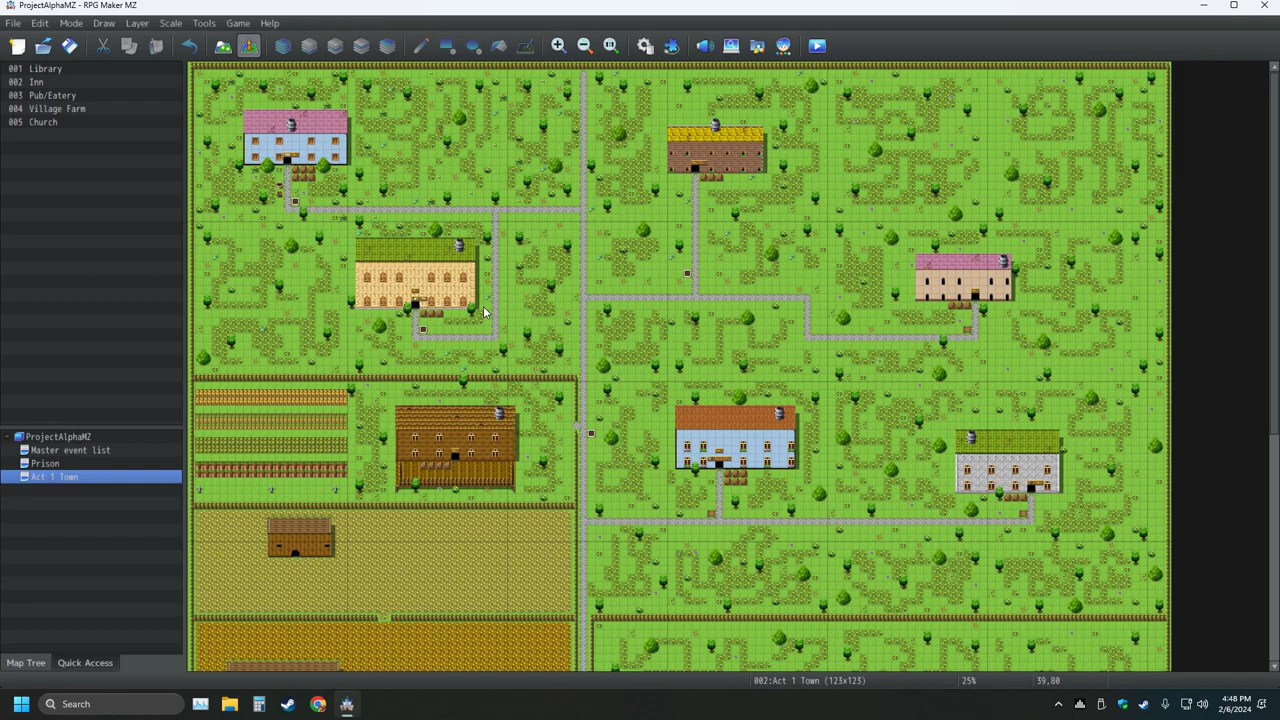 ProjectAlphaMZ - RPG Maker MZ
File Edit Mode Draw Layer Scale Tools Game Help
001 Library
002 Inn
003 Pub/Eatery
004 Village Farm
005 Church
ProjectAlphaMZ
Master event list
Prison
Act 1 Town
Map Tree Quick Access
002:Act 1 Town (123x123) 25% 39,80
Search
4:48 PM
2/6/2024